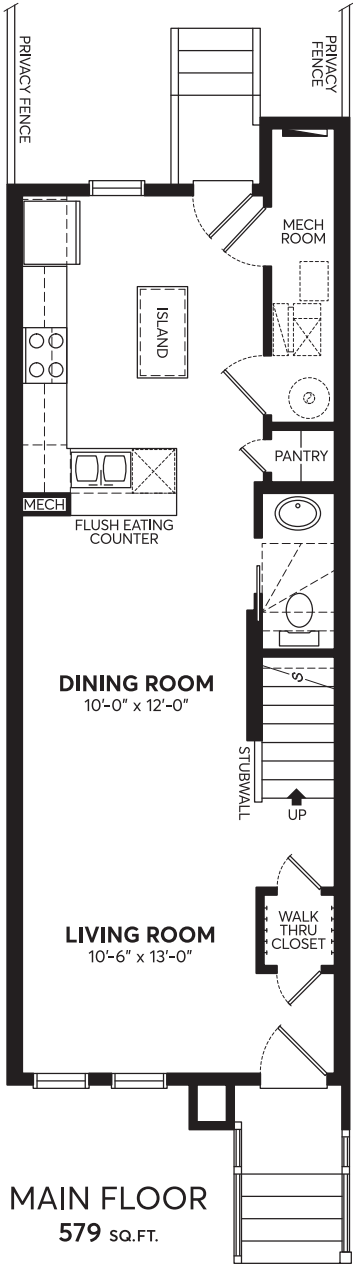 PRIVACY FENCE
PRIVACY
FENCE
MECH
ROOM
ISLAND
PANTRY
MECH
FLUSH EATING
COUNTER
DINING ROOM
10'-0" x 12'-0"
S
STUBWALL
UP
WALK
THRU
CLOSET
LIVING ROOM
10'-6" x 13'-0"
MAIN FLOOR
579 SQ.FT.